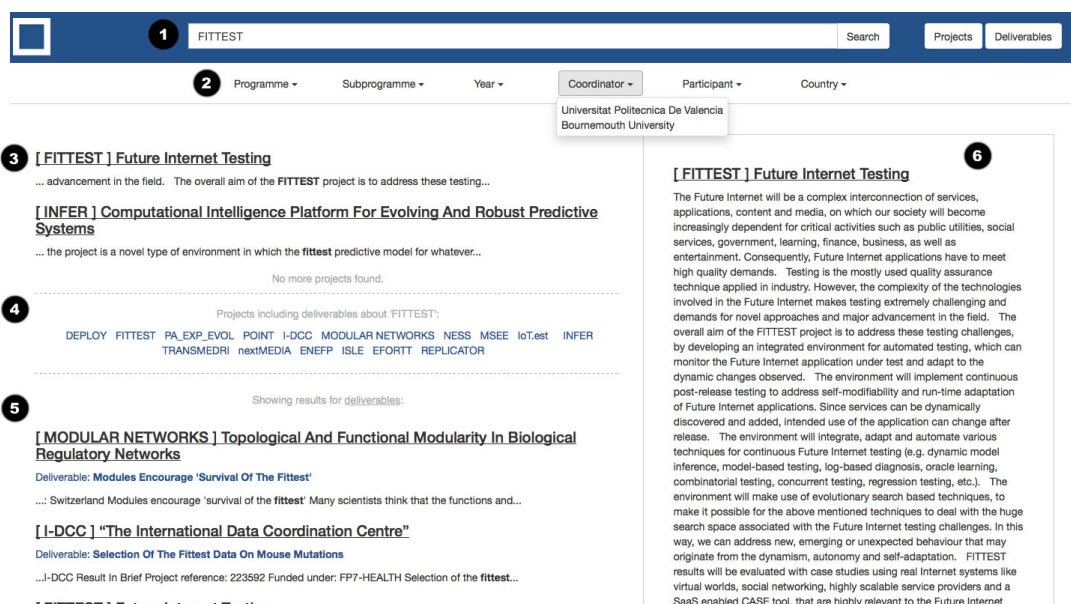 1
FITTEST
Search
Projects
Deliverables
2
Programme
Subprogramme
Year
Coordinator
Participant
Country
Universitat Politecnica De Valencia
Bournemouth University
3
[ FITTEST ] Future Internet Testing
... advancement in the field. The overall aim of the FITTEST project is to address these testing...
[ INFER ] Computational Intelligence Platform For Evolving And Robust Predictive
Systems
... the project is a novel type of environment in which the fittest predictive model for whatever...
No more projects found.
4
Projects including deliverables about 'FITTEST':
DEPLOY FITTEST PA_EXP_EVOL POINT I-DCC MODULAR NETWORKS NESS MSEE IoT.est INFER
TRANSMEDRI nextMEDIA ENEFP ISLE EFORTT REPLICATOR
5
Showing results for deliverables:
[ MODULAR NETWORKS ] Topological And Functional Modularity In Biological
Regulatory Networks
Deliverable: Modules Encourage 'Survival Of The Fittest'
...: Switzerland Modules encourage 'survival of the fittest' Many scientists think that the functions and...
[ I-DCC ] “The International Data Coordination Centre”
Deliverable: Selection Of The Fittest Data On Mouse Mutations
...I-DCC Result In Brief Project reference: 223592 Funded under: FP7-HEALTH Selection of the fittest...
[ FITTEST ] Future Internet Testing
6
[ FITTEST ] Future Internet Testing
The Future Internet will be a complex interconnection of services,
applications, content and media, on which our society will become
increasingly dependent for critical activities such as public utilities, social
services, government, learning, finance, business, as well as
entertainment. Consequently, Future Internet applications have to meet
high quality demands. Testing is the mostly used quality assurance
technique applied in industry. However, the complexity of the technologies
involved in the Future Internet makes testing extremely challenging and
demands for novel approaches and major advancement in the field. The
overall aim of the FITTEST project is to address these testing challenges,
by developing an integrated environment for automated testing, which can
monitor the Future Internet application under test and adapt to the
dynamic changes observed. The environment will implement continuous
post-release testing to address self-modifiability and run-time adaptation
of Future Internet applications. Since services can be dynamically
discovered and added, intended use of the application can change after
release. The environment will integrate, adapt and automate various
techniques for continuous Future Internet testing (e.g. dynamic model
inference, model-based testing, log-based diagnosis, oracle learning,
combinatorial testing, concurrent testing, regression testing, etc.). The
environment will make use of evolutionary search based techniques, to
make it possible for the above mentioned techniques to deal with the huge
search space associated with the Future Internet testing challenges. In this
way, we can address new, emerging or unexpected behaviour that may
originate from the dynamism, autonomy and self-adaptation. FITTEST
results will be evaluated with case studies using real Internet systems like
virtual worlds, social networking, highly scalable service providers and a
SaaS enabled CASE tool, that are highly relevant to the Future Internet